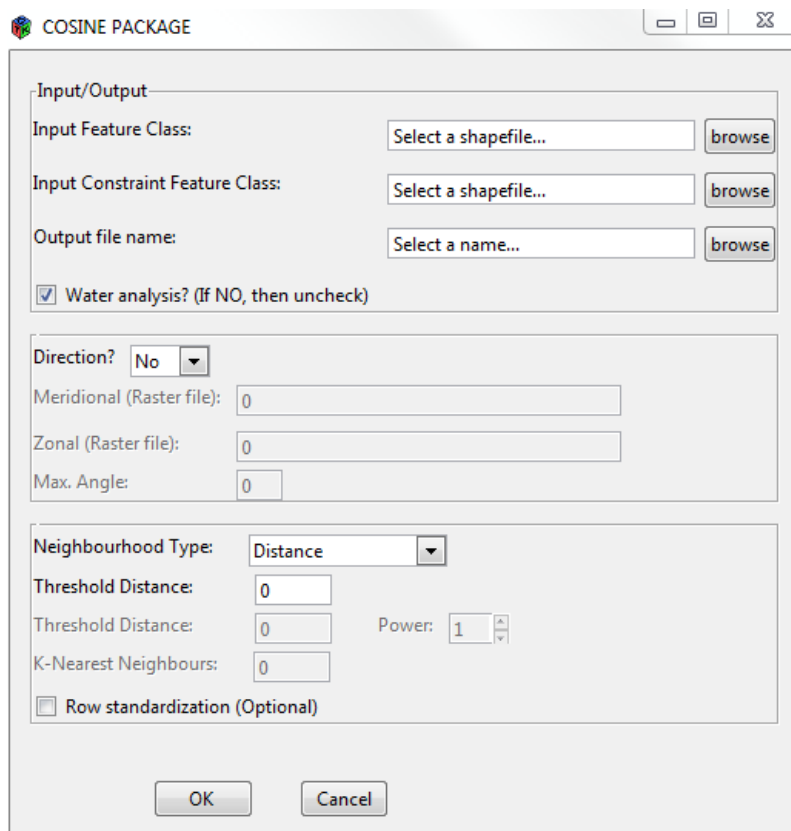 COSINE PACKAGE
Input/Output
Input Feature Class: Select a shapefile... browse
Input Constraint Feature Class: Select a shapefile... browse
Output file name: Select a name... browse
Water analysis? (If NO, then uncheck)
Direction? No
Meridional (Raster file): 0
Zonal (Raster file): 0
Max. Angle: 0
Neighbourhood Type: Distance
Threshold Distance: 0
Threshold Distance: 0 Power: 1
K-Nearest Neighbours: 0
Row standardization (Optional)
OK Cancel